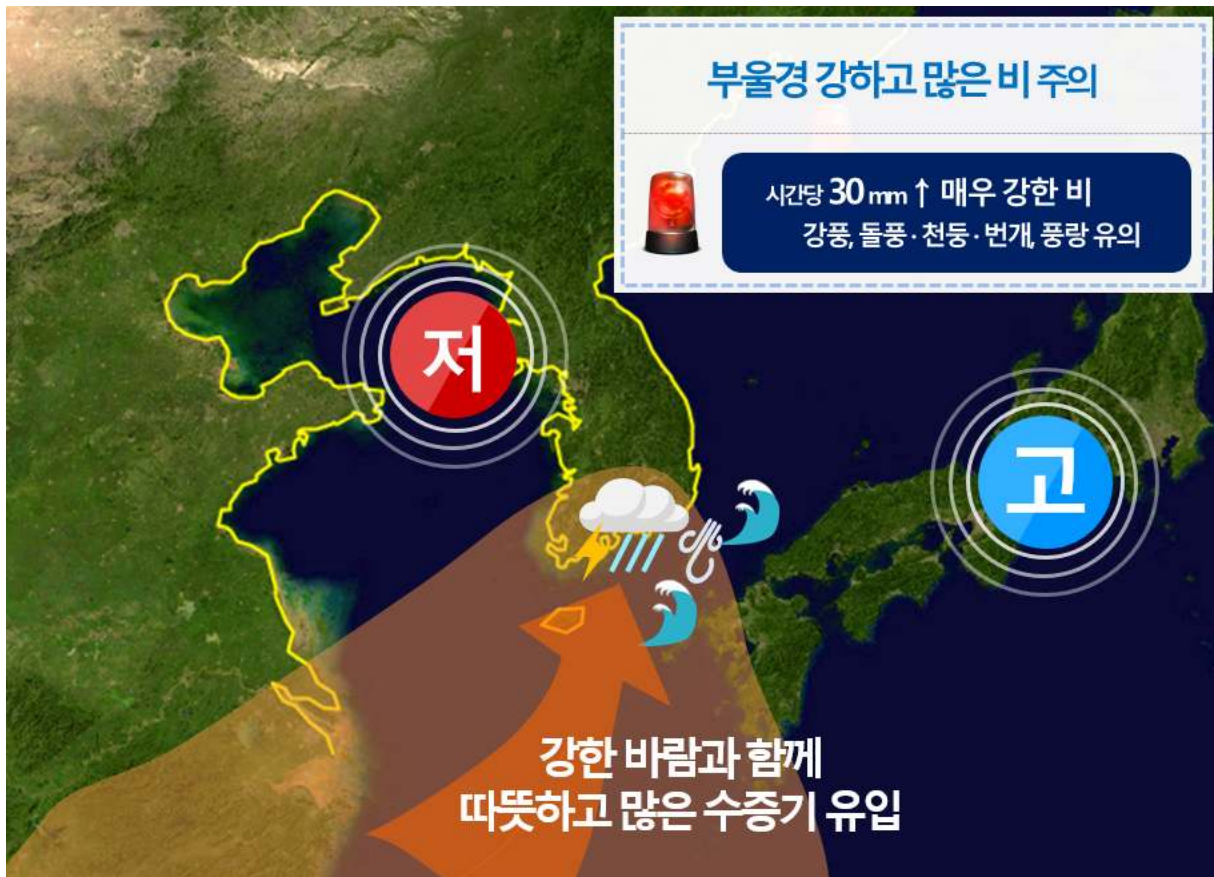 부울경 강하고 많은 비 주의
시간당 30 mm ↑ 매우 강한 비
강풍, 돌풍·천둥·번개, 풍랑 유의
저
고
강한 바람과 함께
따뜻하고 많은 수증기 유입